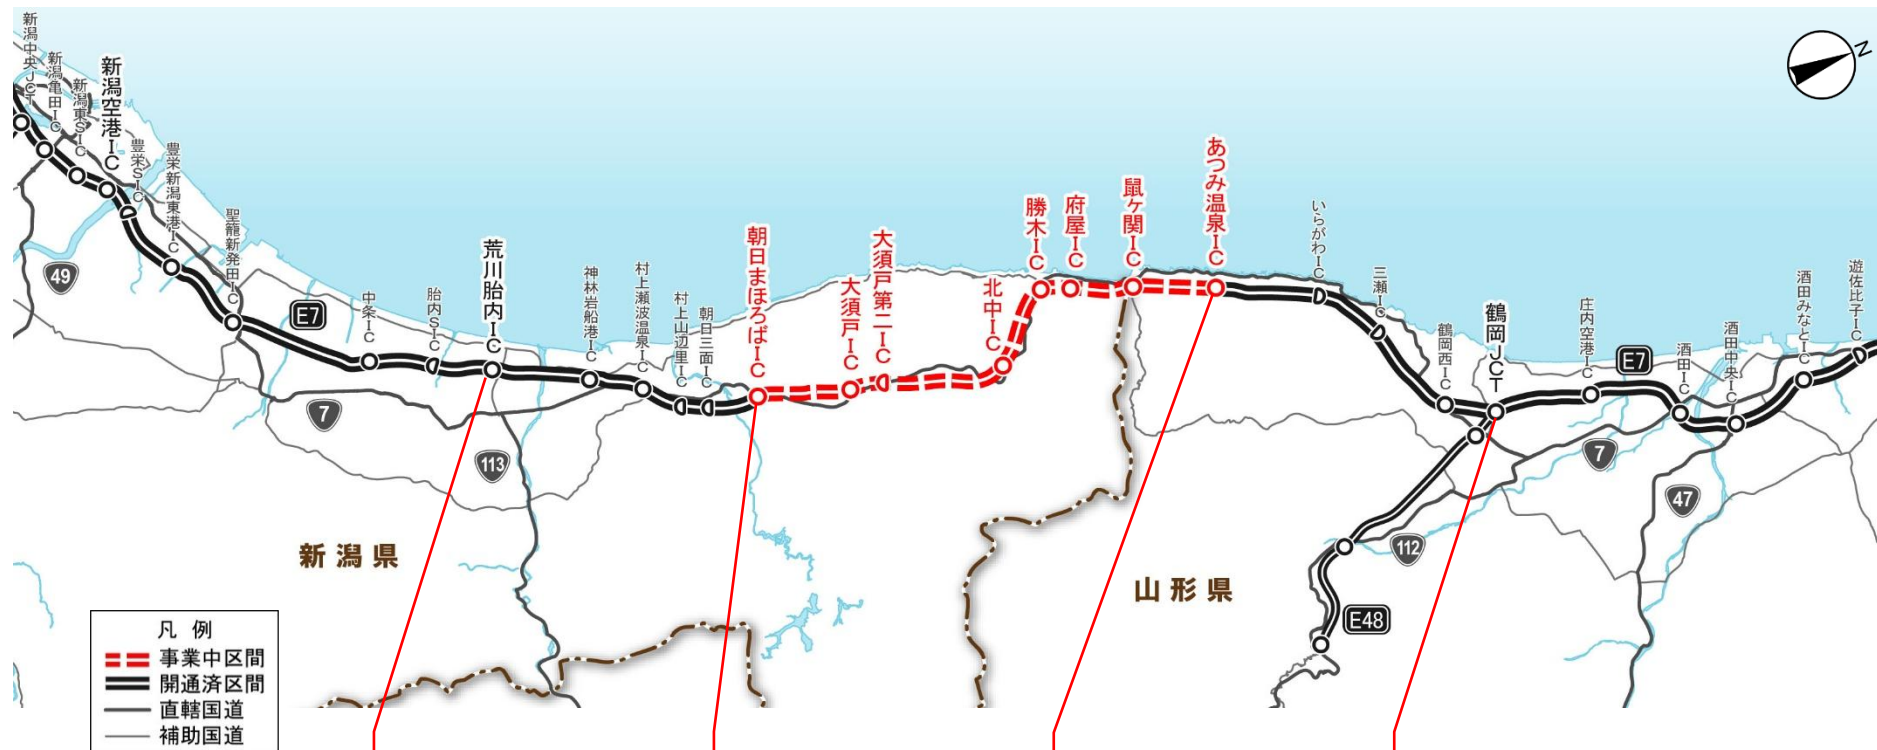 新潟中央JCT
新潟亀田IC
新潟東SIC
新潟空港IC
豊栄SIC
豊栄新潟東港IC
聖籠新発田IC
中条IC
胎内SIC
荒川胎内IC
神林岩船港IC
村上瀬波温泉IC
村上山辺里IC
朝日三面IC
朝日まほろばIC
大須戸IC
大須戸第二IC
北中IC
勝木IC
府屋IC
鼠ヶ関IC
あつみ温泉IC
いらがわIC
三瀬IC
鶴岡西IC
鶴岡JCT
庄内空港IC
酒田IC
酒田中央IC
酒田みなとIC
遊佐比子IC
N
49
E7
7
113
E7
7
47
112
E48
新潟県
山形県
凡例
事業中区間
開通済区間
直轄国道
補助国道